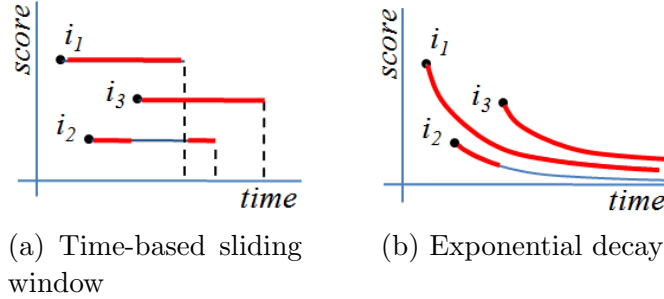 score
i1
i3
i2
time
(a) Time-based sliding
window
score
i1
i3
i2
time
(b) Exponential decay